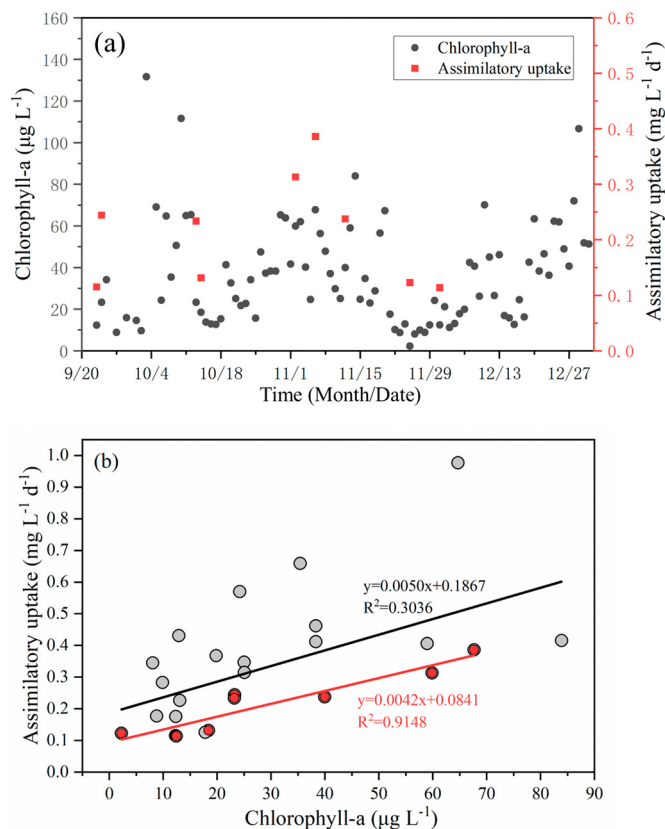 (a)
Chlorophyll-a
Assimilatory uptake
160
140
120
100
80
60
40
20
0
Chlorophyll-a (μg L⁻¹)
0.6
0.5
0.4
0.3
0.2
0.1
0.0
Assimilatory uptake (mg L⁻¹ d⁻¹)
9/20 10/4 10/18 11/1 11/15 11/29 12/13 12/27
Time (Month/Date)
(b)
1.0
0.9
0.8
0.7
0.6
0.5
0.4
0.3
0.2
0.1
0.0
Assimilatory uptake (mg L⁻¹ d⁻¹)
y=0.0050x+0.1867
R²=0.3036
y=0.0042x+0.0841
R²=0.9148
0 10 20 30 40 50 60 70 80 90
Chlorophyll-a (μg L⁻¹)